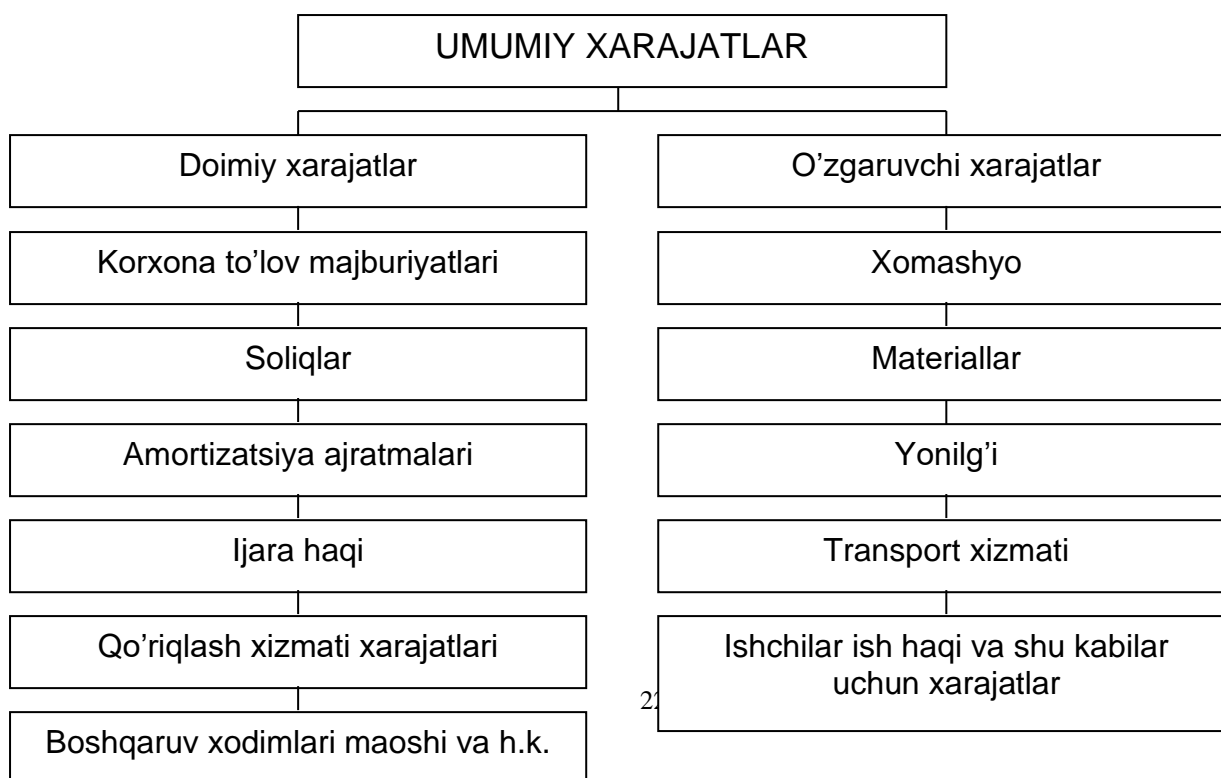 UMUMIY XARAJATLAR
Doimiy xarajatlar
Korxona to’lov majburiyatlari
Soliqlar
Amortizatsiya ajratmalari
Ijara haqi
Qo’riqlash xizmati xarajatlari
Boshqaruv xodimlari maoshi va h.k.
O’zgaruvchi xarajatlar
Xomashyo
Materiallar
Yonilg’i
Transport xizmati
Ishchilar ish haqi va shu kabilar
uchun xarajatlar